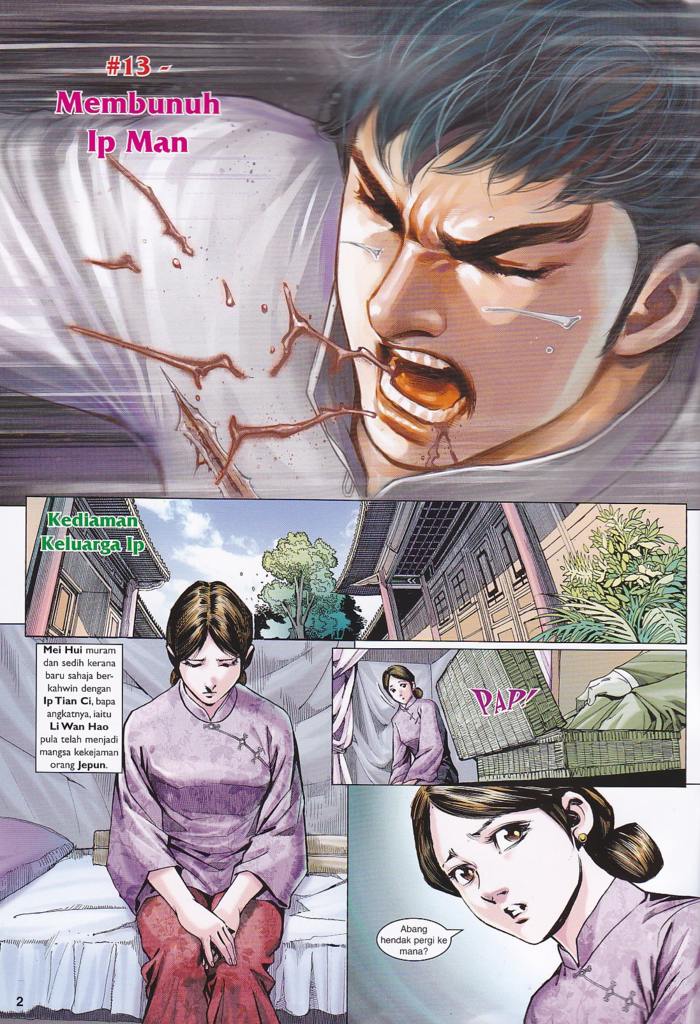 #13 -
Membunuh
Ip Man
Kediaman
Keluarga Ip
Mei Hui muram
dan sedih kerana
baru sahaja ber-
kahwin dengan
Ip Tian Ci, bapa
angkatnya, iaitu
Li Wan Hao
pula telah menjadi
mangsa kekejaman
orang Jepun.
PAP!
Abang
hendak pergi ke
mana?
2